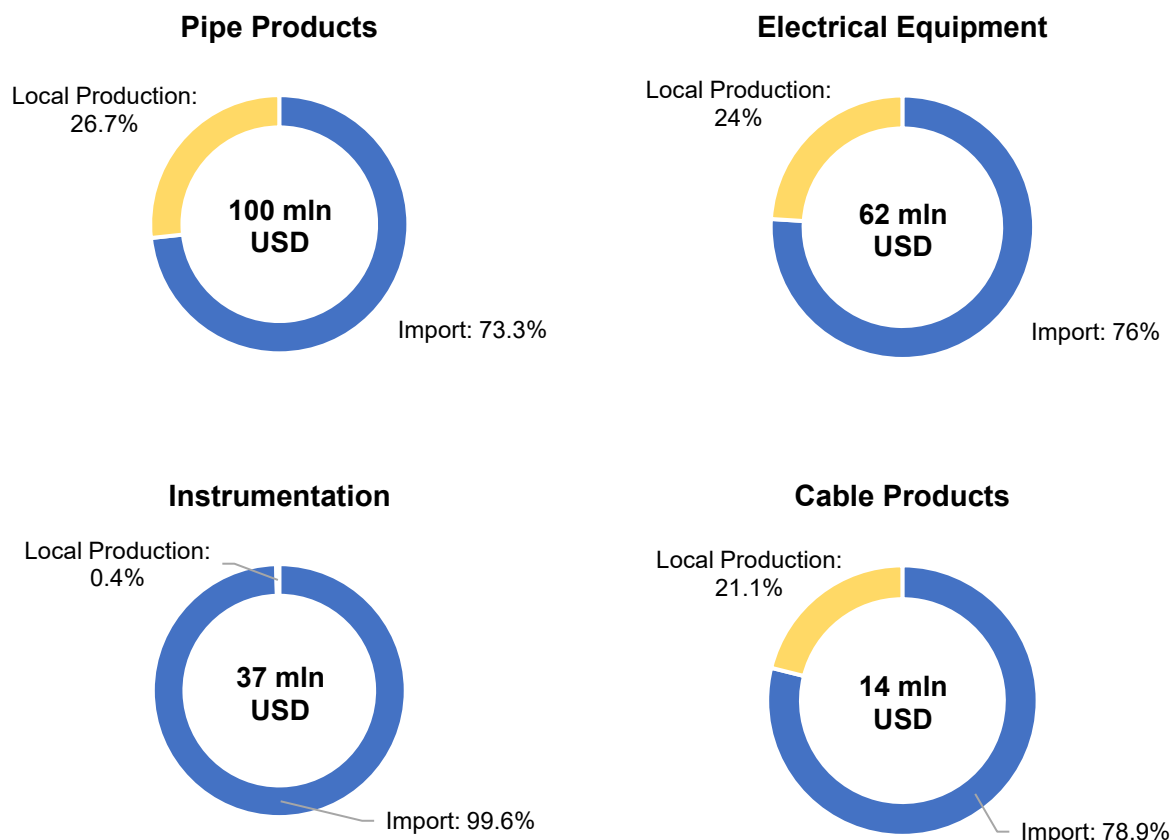 Pipe Products
Local Production:
26.7%
100 mln
USD
Import: 73.3%
Electrical Equipment
Local Production:
24%
62 mln
USD
Import: 76%
Instrumentation
Local Production:
0.4%
37 mln
USD
Import: 99.6%
Cable Products
Local Production:
21.1%
14 mln
USD
Import: 78.9%